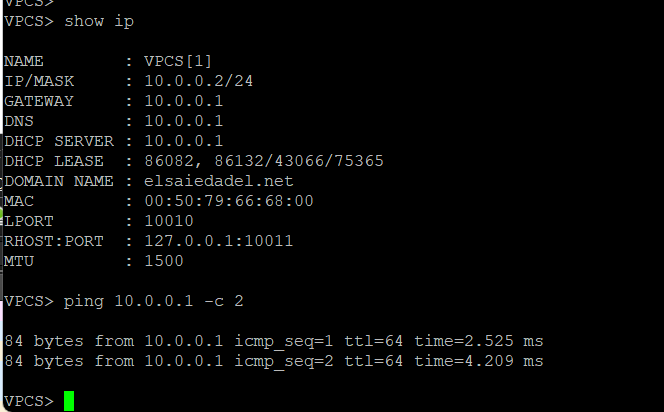 VPCS>
VPCS> show ip
NAME        : VPCS[1]
IP/MASK     : 10.0.0.2/24
GATEWAY     : 10.0.0.1
DNS         : 10.0.0.1
DHCP SERVER : 10.0.0.1
DHCP LEASE  : 86082, 86132/43066/75365
DOMAIN NAME : elsaiedadel.net
MAC         : 00:50:79:66:68:00
LPORT       : 10010
RHOST:PORT  : 127.0.0.1:10011
MTU         : 1500
VPCS> ping 10.0.0.1 -c 2
84 bytes from 10.0.0.1 icmp_seq=1 ttl=64 time=2.525 ms
84 bytes from 10.0.0.1 icmp_seq=2 ttl=64 time=4.209 ms
VPCS>